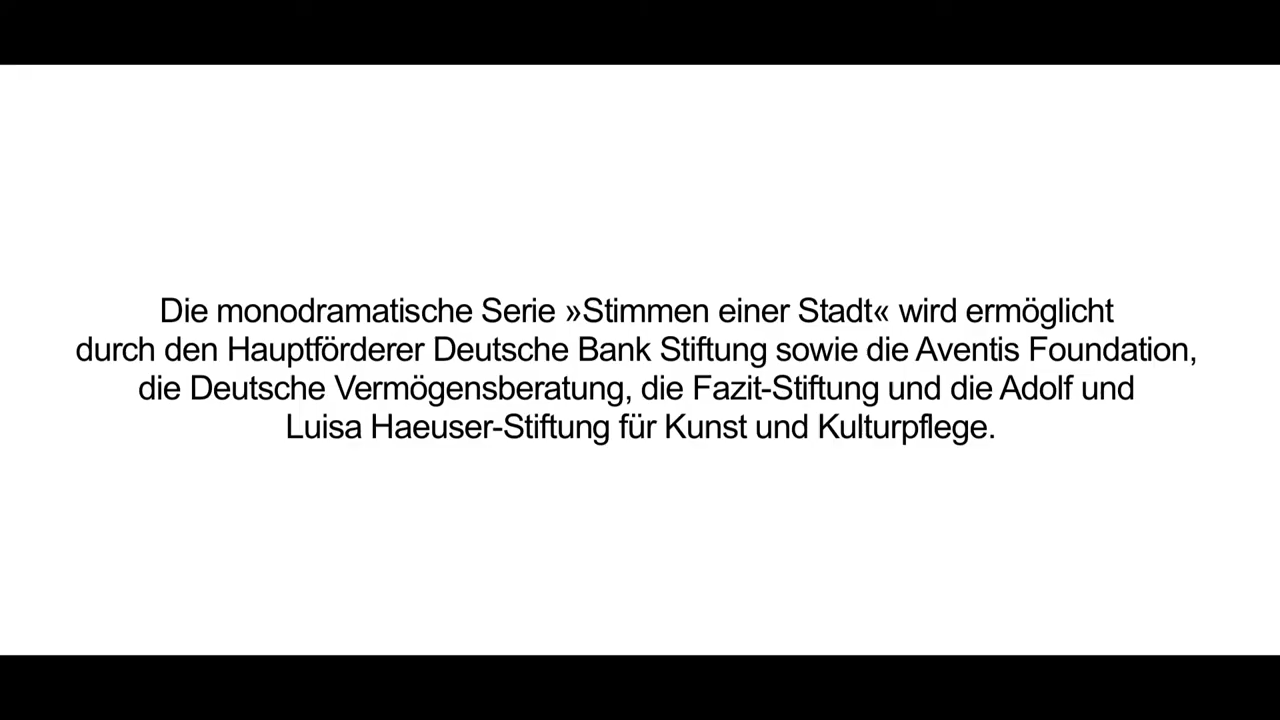 Die monodramatische Serie »Stimmen einer Stadt« wird ermöglicht
durch den Hauptförderer Deutsche Bank Stiftung sowie die Aventis Foundation,
die Deutsche Vermögensberatung, die Fazit-Stiftung und die Adolf und
Luisa Haeuser-Stiftung für Kunst und Kulturpflege.